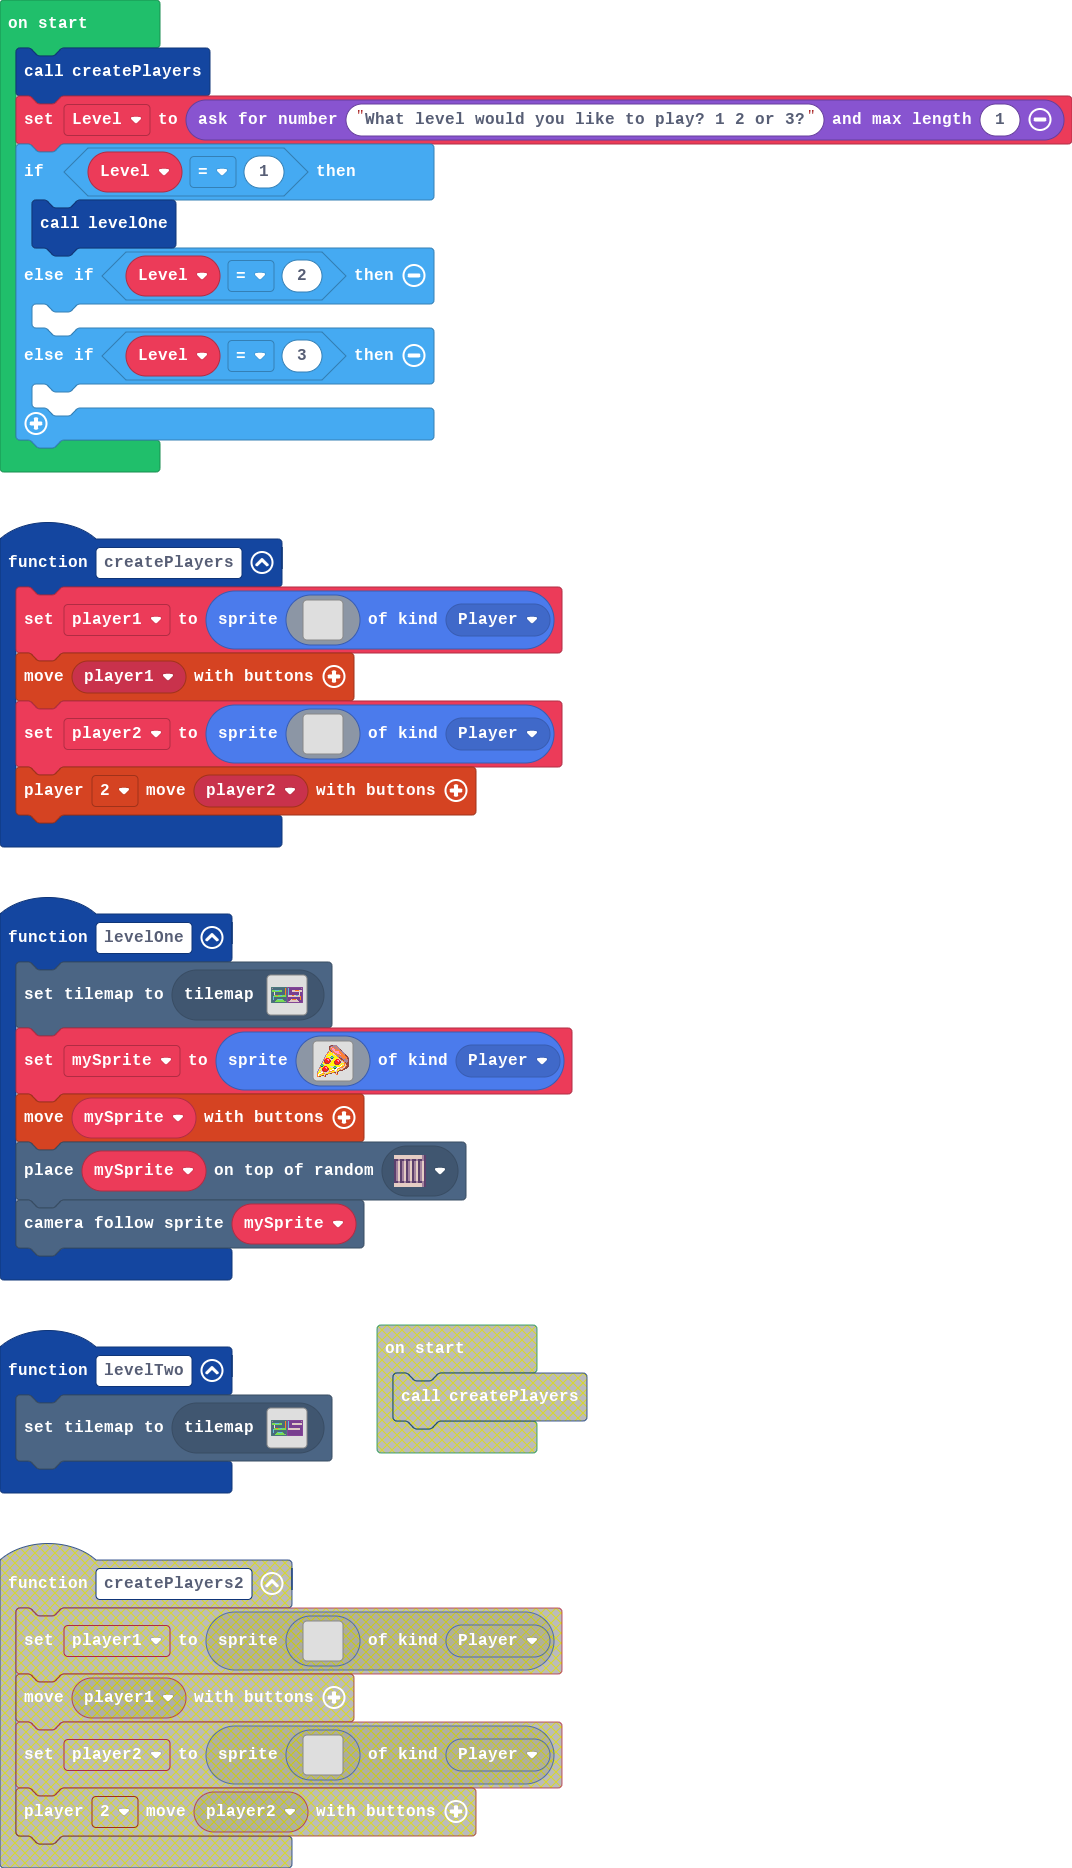 on start
call createPlayers
set Level to ask for number "What level would you like to play? 1 2 or 3?" and max length 1
if Level = 1 then
call levelOne
else if Level = 2 then
else if Level = 3 then
function createPlayers
set player1 to sprite of kind Player
move player1 with buttons
set player2 to sprite of kind Player
player 2 move player2 with buttons
function levelOne
set tilemap to tilemap
set mySprite to sprite of kind Player
move mySprite with buttons
place mySprite on top of random
camera follow sprite mySprite
function levelTwo
set tilemap to tilemap
on start
call createPlayers
function createPlayers2
set player1 to sprite of kind Player
move player1 with buttons
set player2 to sprite of kind Player
player 2 move player2 with buttons